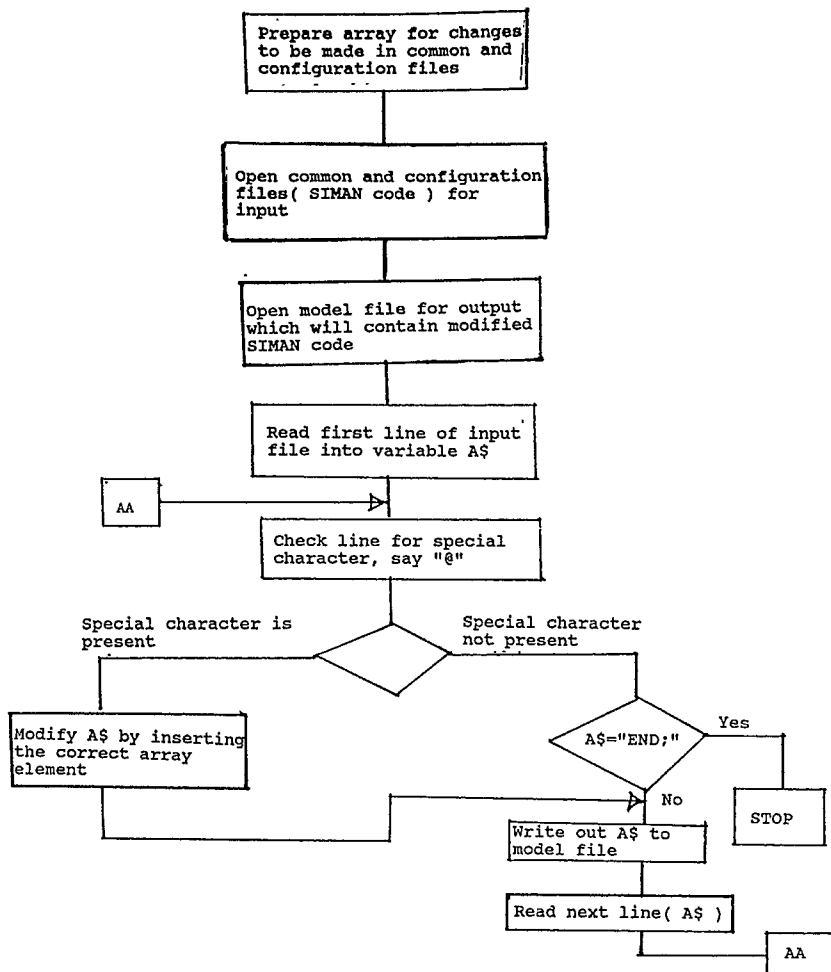 Prepare array for changes
to be made in common and
configuration files
Open common and configuration
files( SIMAN code ) for
input
Open model file for output
which will contain modified
SIMAN code
Read first line of input
file into variable A$
AA
Check line for special
character, say "@"
Special character is
present
Special character
not present
Modify A$ by inserting
the correct array
element
A$="END;"
Yes
No
STOP
Write out A$ to
model file
Read next line( A$ )
AA